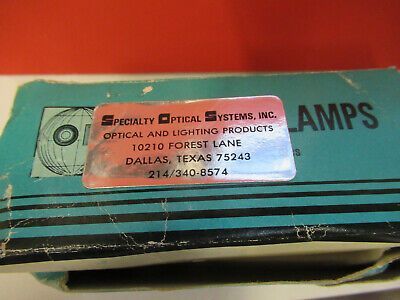 SPECIALTY OPTICAL SYSTEMS, INC.
OPTICAL AND LIGHTING PRODUCTS
10210 FOREST LANE
DALLAS, TEXAS 75243
214/340-8574
LAMPS